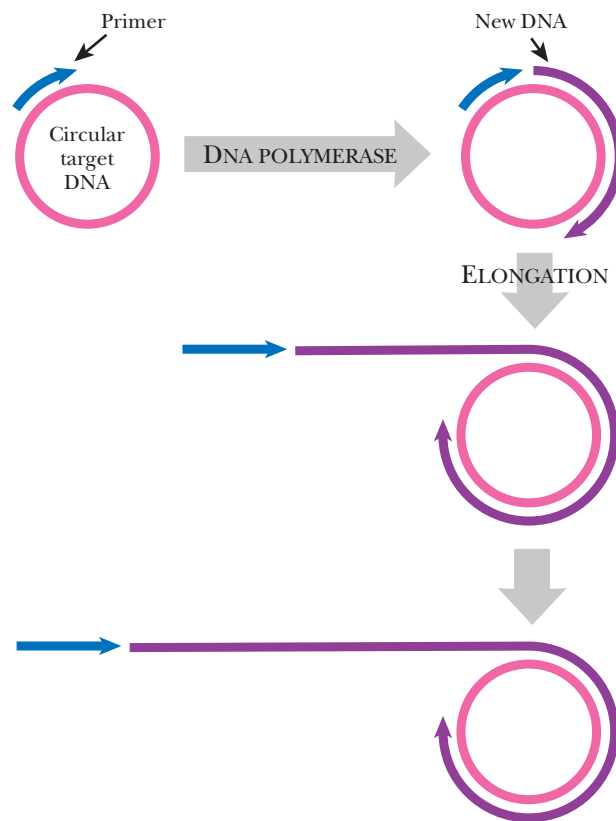 Primer
New DNA
Circular
target
DNA
DNA POLYMERASE
ELONGATION